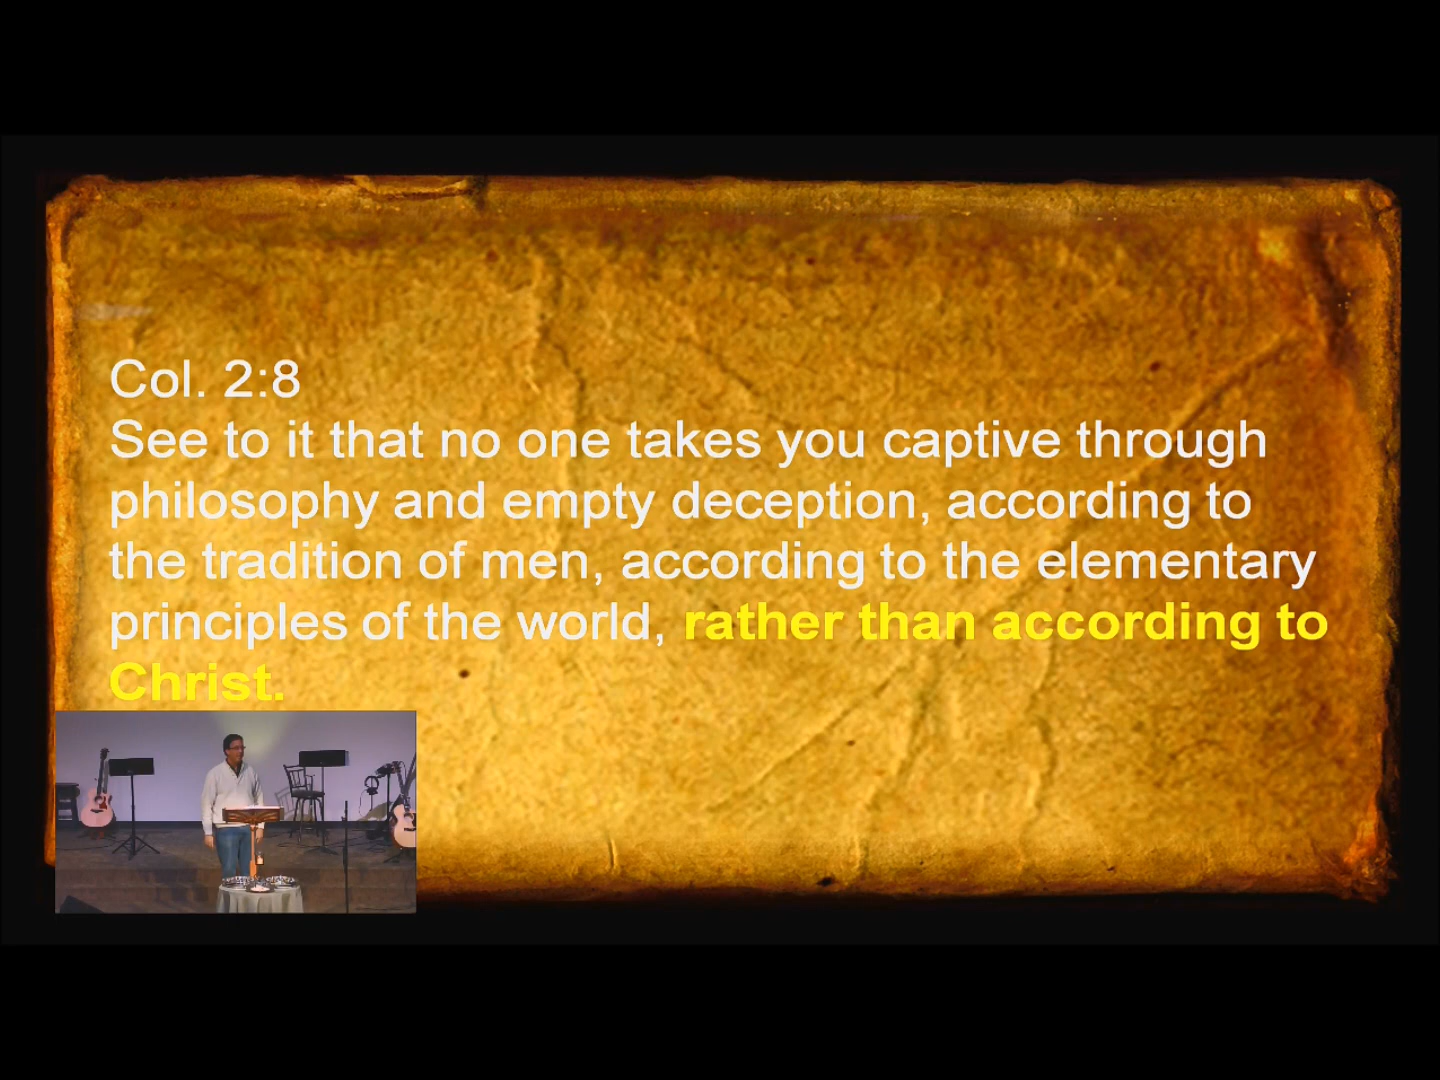 Col. 2:8
See to it that no one takes you captive through
philosophy and empty deception, according to
the tradition of men, according to the elementary
principles of the world, rather than according to
Christ.